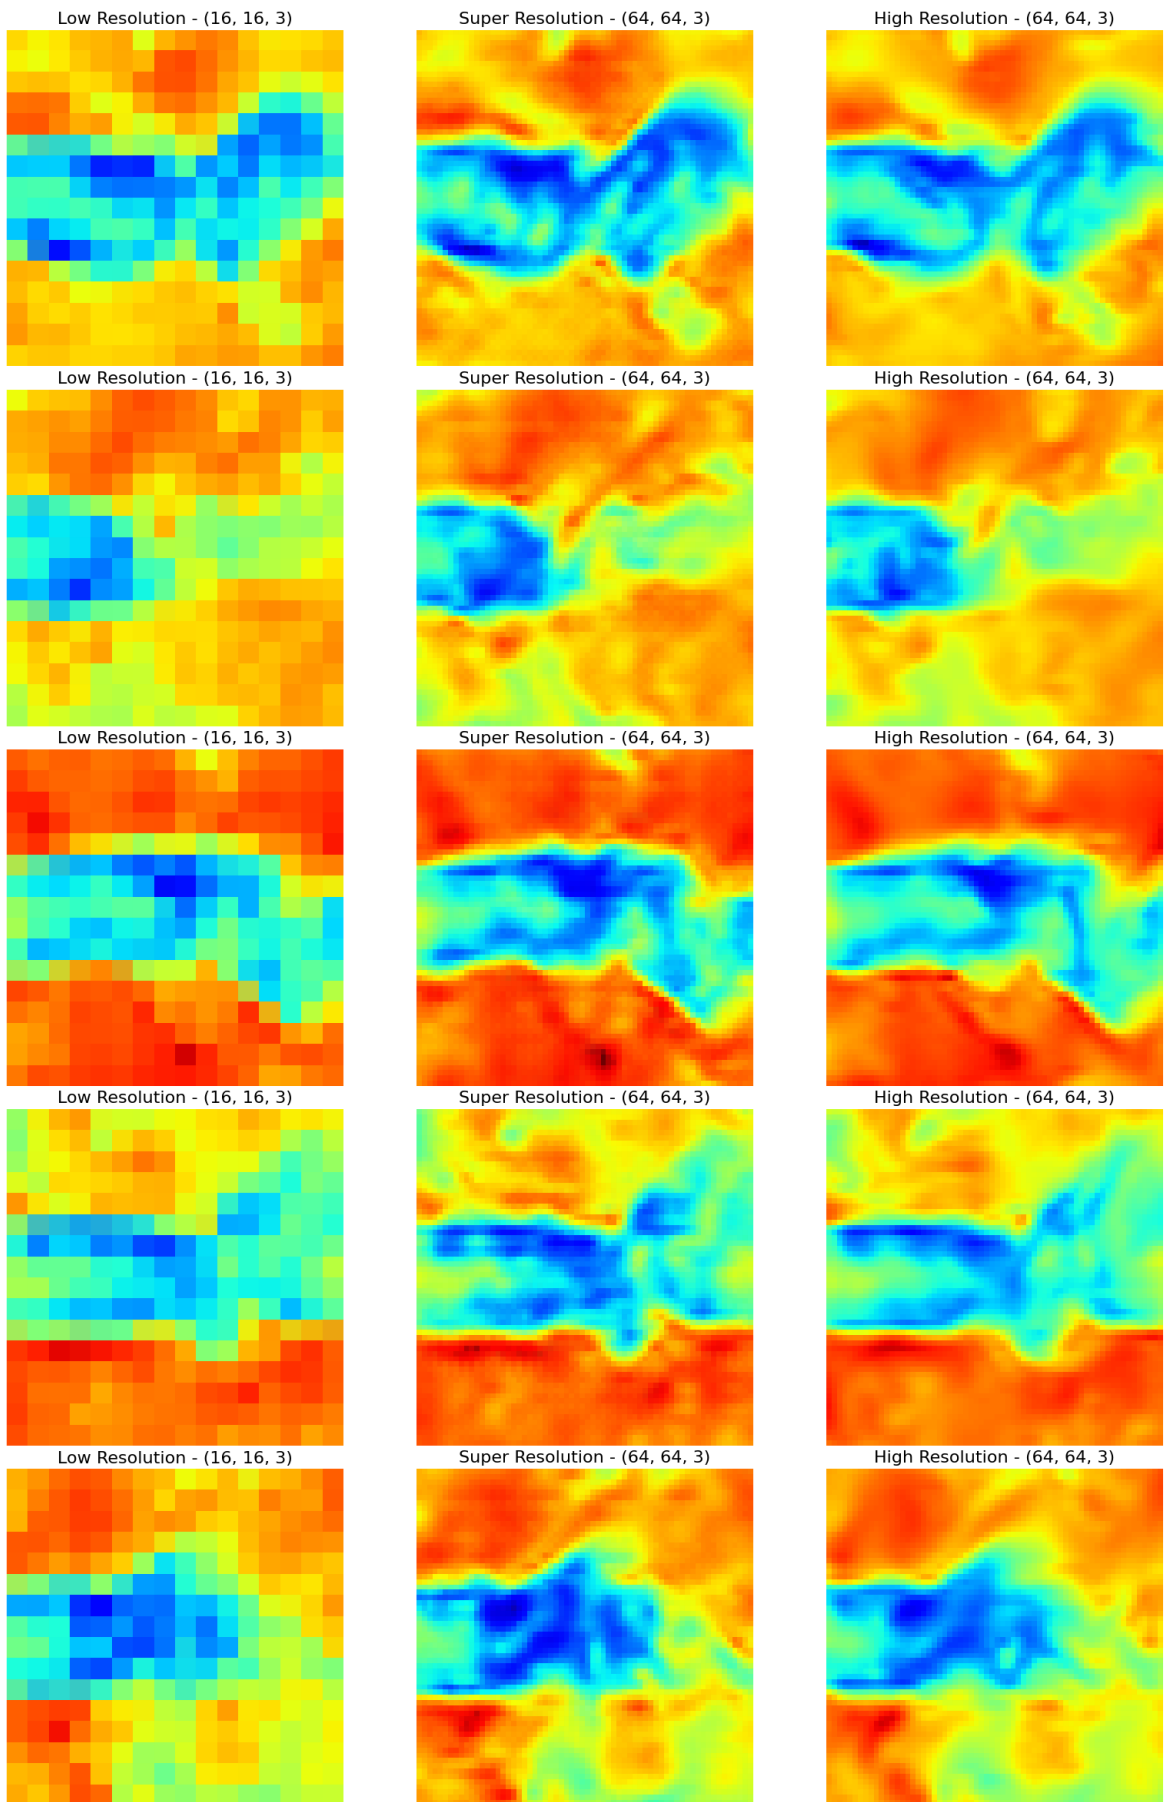 Low Resolution - (16, 16, 3) Super Resolution - (64, 64, 3) High Resolution - (64, 64, 3)
Low Resolution - (16, 16, 3) Super Resolution - (64, 64, 3) High Resolution - (64, 64, 3)
Low Resolution - (16, 16, 3) Super Resolution - (64, 64, 3) High Resolution - (64, 64, 3)
Low Resolution - (16, 16, 3) Super Resolution - (64, 64, 3) High Resolution - (64, 64, 3)
Low Resolution - (16, 16, 3) Super Resolution - (64, 64, 3) High Resolution - (64, 64, 3)